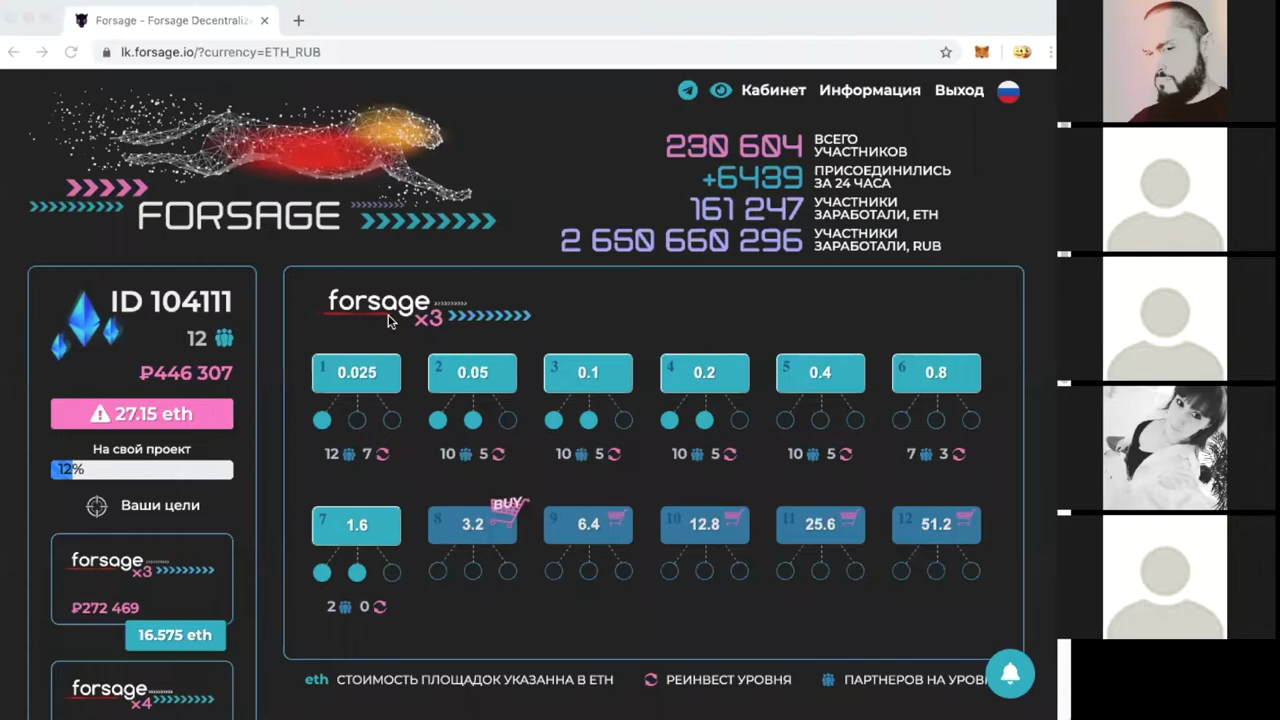 Forsage - Forsage Decentraliz
lk.forsage.io/?currency=ETH_RUB
Кабинет Информация Выход
230 604 ВСЕГО УЧАСТНИКОВ
+6439 ПРИСОЕДИНИЛИСЬ ЗА 24 ЧАСА
161 247 УЧАСТНИКИ ЗАРАБОТАЛИ, ETH
2 650 660 296 УЧАСТНИКИ ЗАРАБОТАЛИ, RUB
FORSAGE
ID 104111
12
₽446 307
27.15 eth
На свой проект
12%
Ваши цели
forsage x3
₽272 469
16.575 eth
forsage x4
forsage x3
1 0.025 2 0.05 3 0.1 4 0.2 5 0.4 6 0.8
12 7 10 5 10 5 10 5 10 5 7 3
BUY
7 1.6 8 3.2 9 6.4 10 12.8 11 25.6 12 51.2
2 0
eth СТОИМОСТЬ ПЛОЩАДОК УКАЗАННА В ETH РЕИНВЕСТ УРОВНЯ ПАРТНЕРОВ НА УРОВ